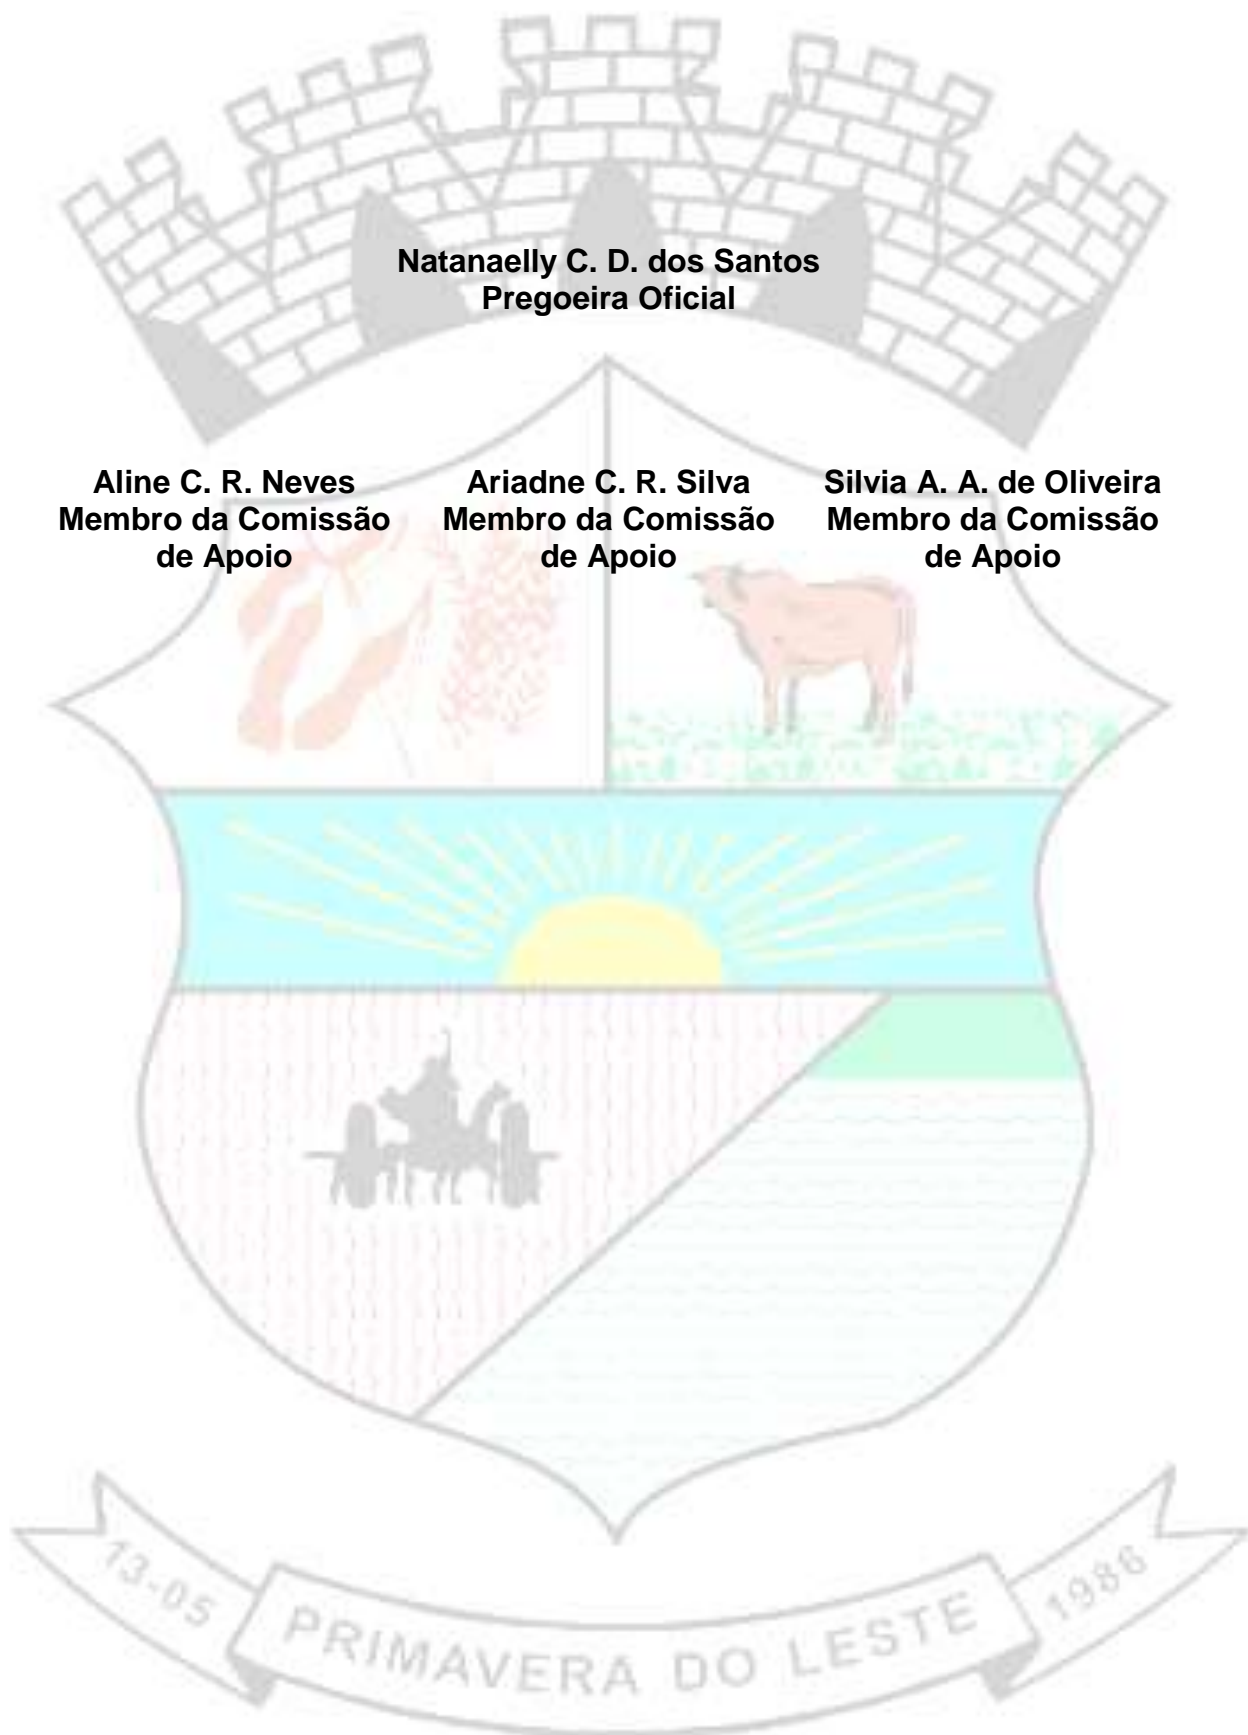 Natanaelly C. D. dos Santos
Pregoeira Oficial
Aline C. R. Neves
Membro da Comissão
de Apoio
Ariadne C. R. Silva
Membro da Comissão
de Apoio
Silvia A. A. de Oliveira
Membro da Comissão
de Apoio
13-05
PRIMAVERA DO LESTE
1986